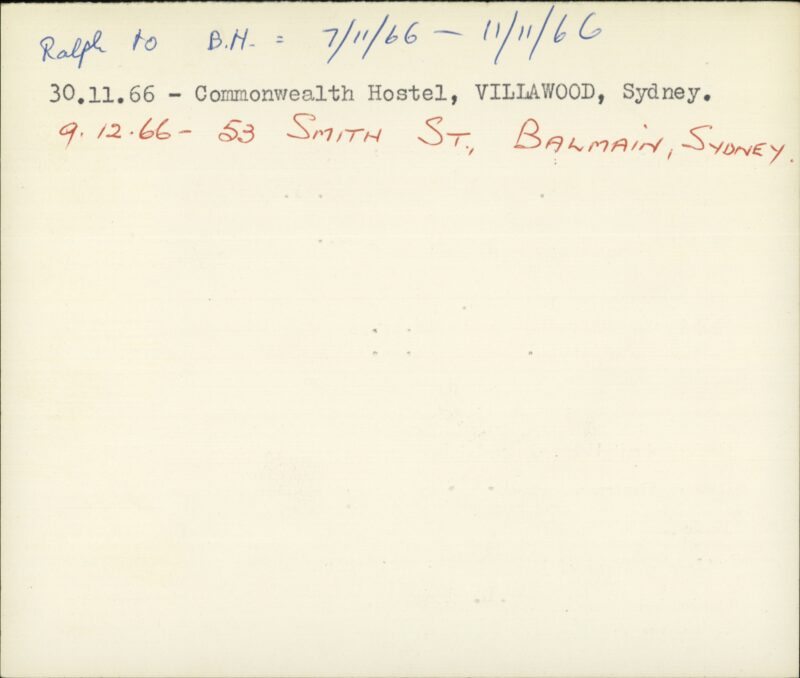 Ralph to B.H. = 7/11/66 - 11/11/66
30.11.66 - Commonwealth Hostel, VILLAWOOD, Sydney.
9.12.66 - 53 SMITH ST., BALMAIN, SYDNEY.